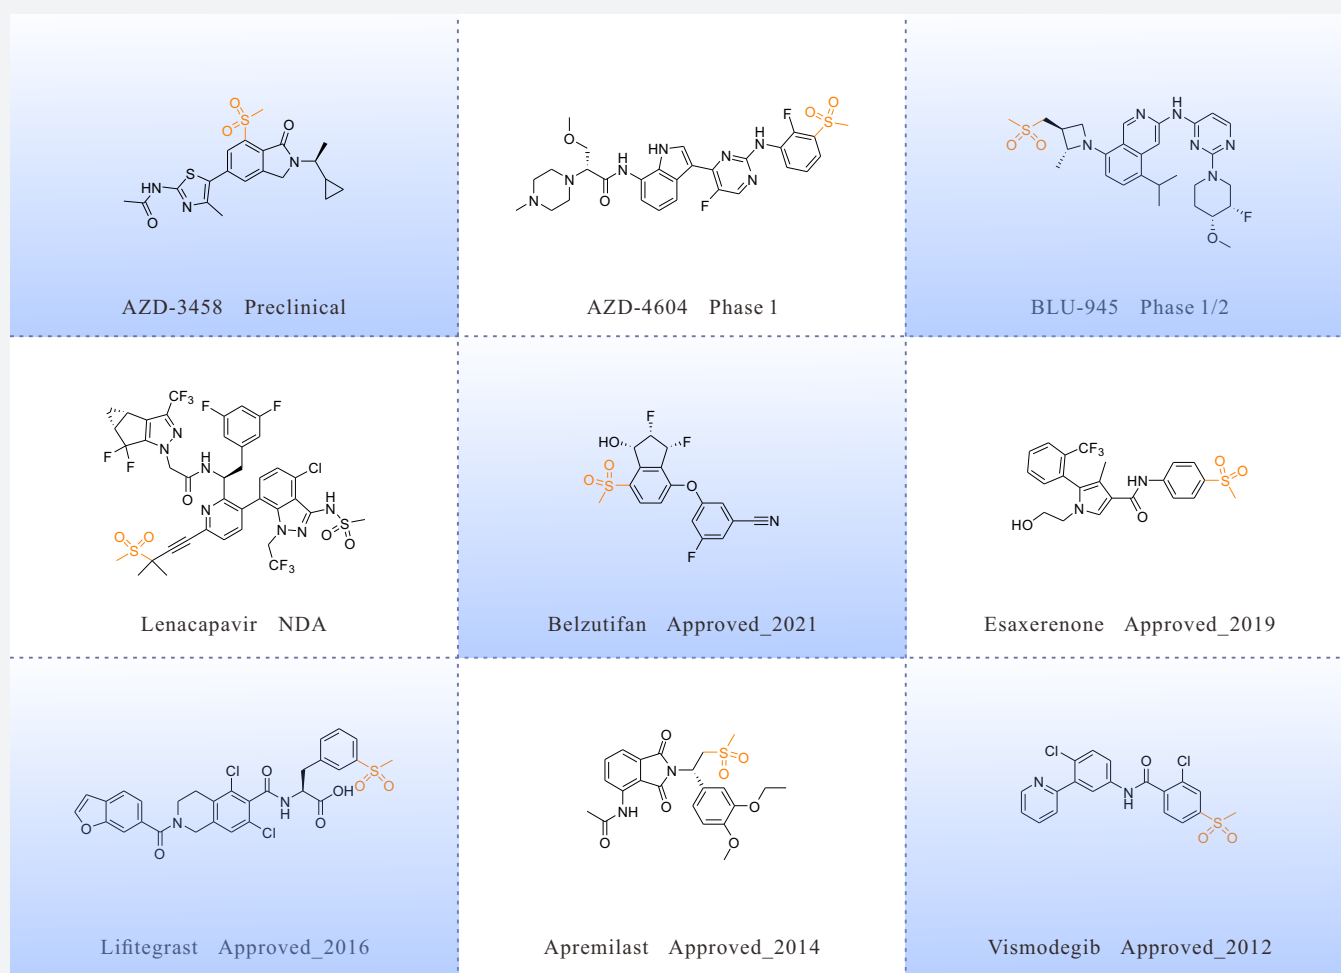 AZD-3458 Preclinical
AZD-4604 Phase 1
BLU-945 Phase 1/2
Lenacapavir NDA
Belzutifan Approved_2021
Esaxerenone Approved_2019
Lifitegrast Approved_2016
Apremilast Approved_2014
Vismodegib Approved_2012